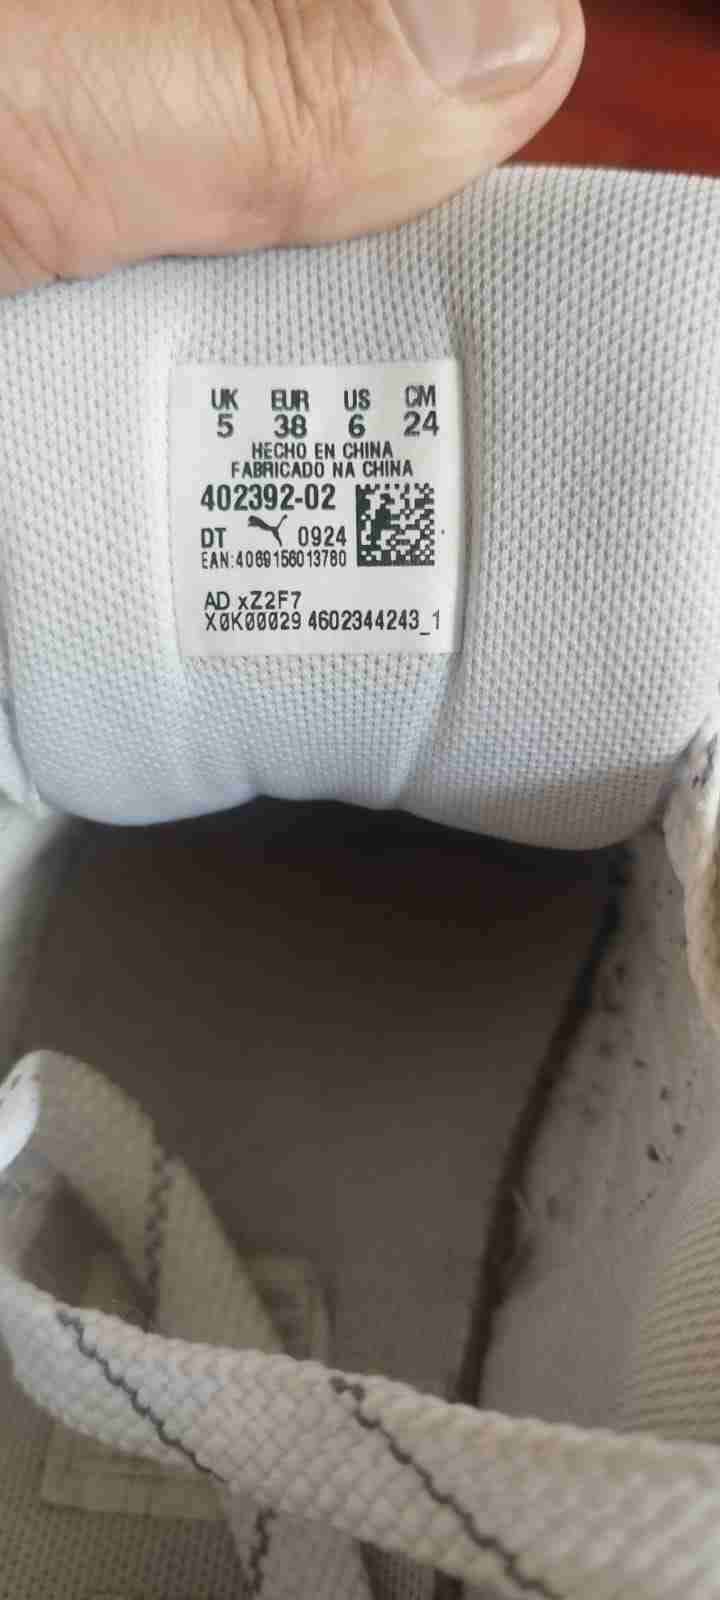 UK EUR US CM
5 38 6 24
HECHO EN CHINA
FABRICADO NA CHINA
402392-02
DT 0924
EAN:4069156013780
AD xZ2F7
X0K00029 4602344243_1